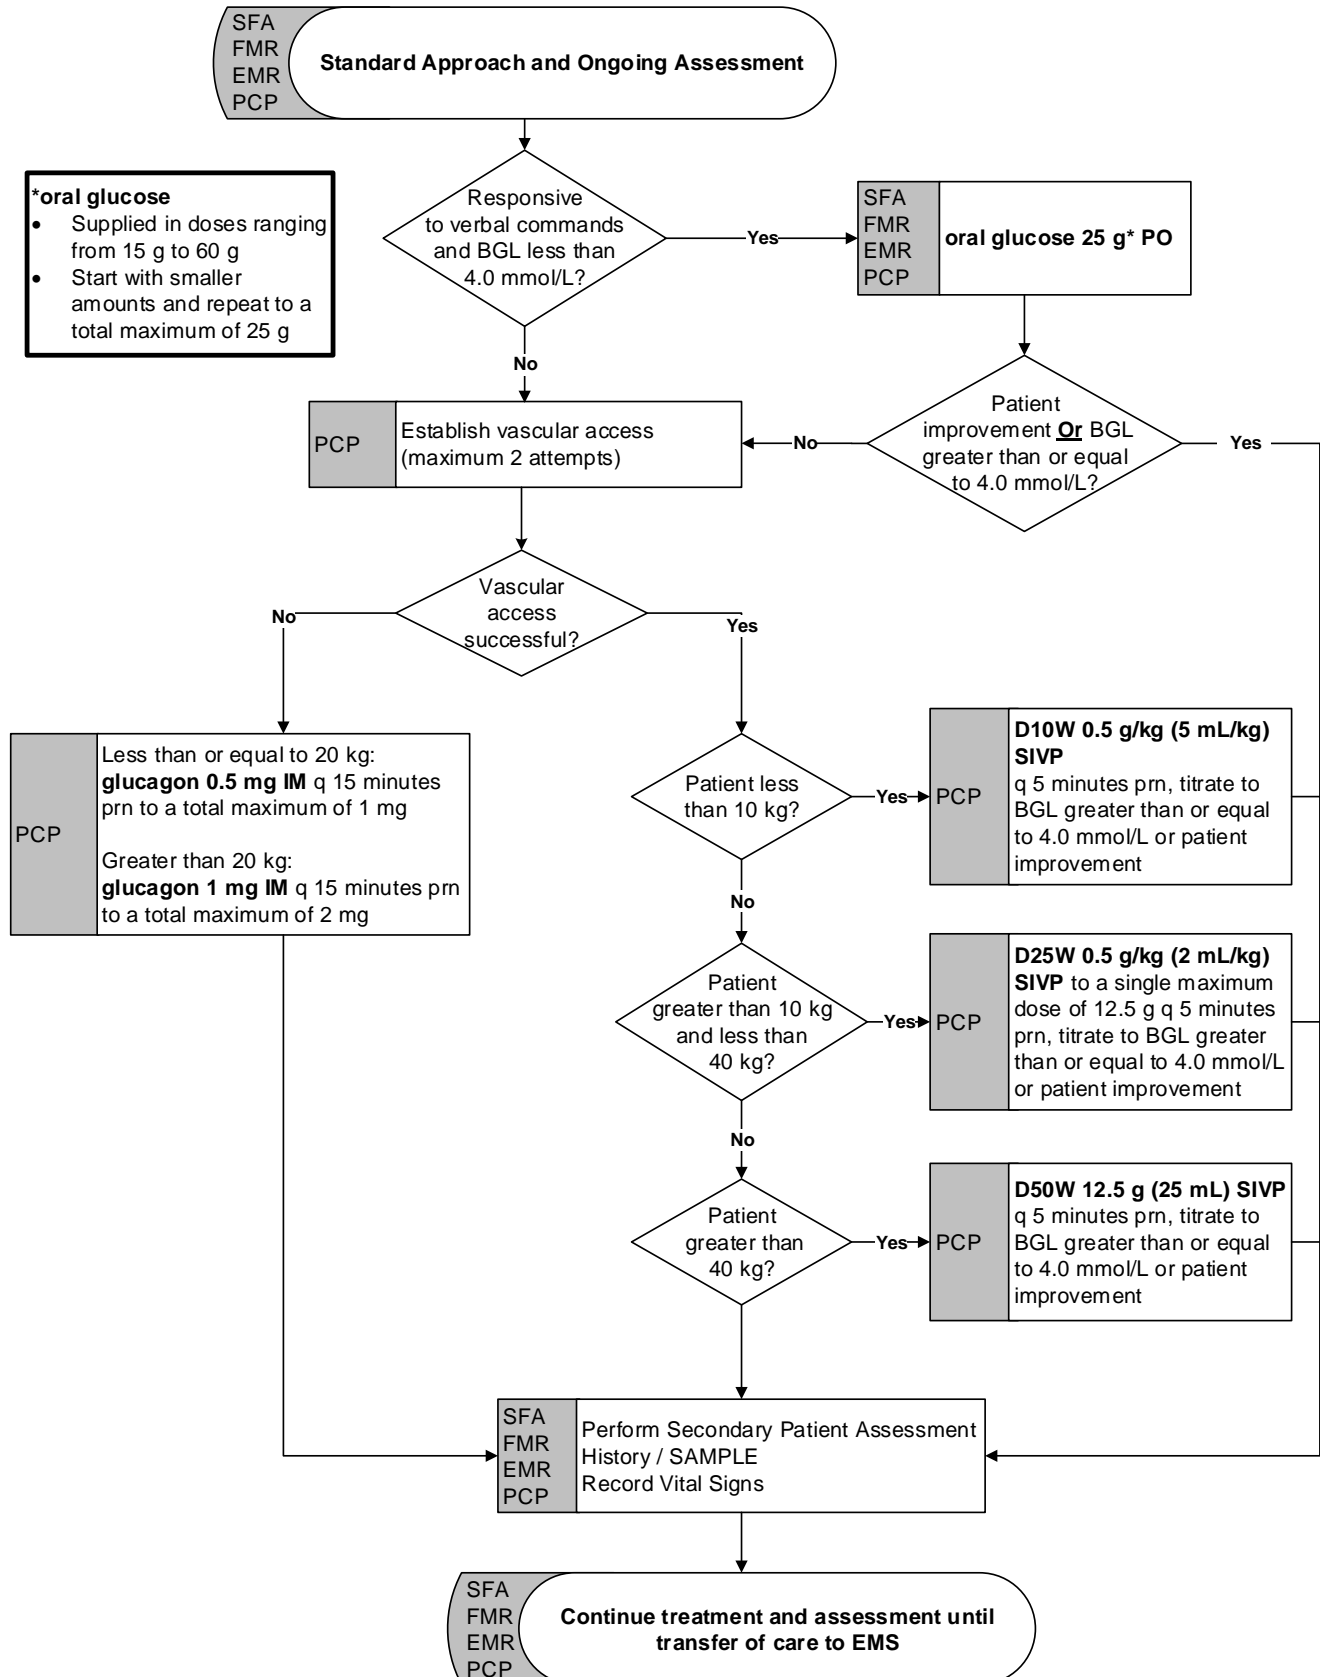 SFA
FMR
EMR
PCP
Standard Approach and Ongoing Assessment
*oral glucose
• Supplied in doses ranging
from 15 g to 60 g
• Start with smaller
amounts and repeat to a
total maximum of 25 g
Responsive
to verbal commands
and BGL less than
4.0 mmol/L?
Yes
SFA
FMR
EMR
PCP
oral glucose 25 g* PO
No
PCP
Establish vascular access
(maximum 2 attempts)
No
Patient
improvement Or BGL
greater than or equal
to 4.0 mmol/L?
Yes
Vascular
access
successful?
No
Yes
PCP
Less than or equal to 20 kg:
glucagon 0.5 mg IM q 15 minutes
prn to a total maximum of 1 mg
Greater than 20 kg:
glucagon 1 mg IM q 15 minutes prn
to a total maximum of 2 mg
Patient less
than 10 kg?
Yes
PCP
D10W 0.5 g/kg (5 mL/kg)
SIVP
q 5 minutes prn, titrate to
BGL greater than or equal
to 4.0 mmol/L or patient
improvement
No
Patient
greater than 10 kg
and less than
40 kg?
Yes
PCP
D25W 0.5 g/kg (2 mL/kg)
SIVP to a single maximum
dose of 12.5 g q 5 minutes
prn, titrate to BGL greater
than or equal to 4.0 mmol/L
or patient improvement
No
Patient
greater than
40 kg?
Yes
PCP
D50W 12.5 g (25 mL) SIVP
q 5 minutes prn, titrate to
BGL greater than or equal
to 4.0 mmol/L or patient
improvement
SFA
FMR
EMR
PCP
Perform Secondary Patient Assessment
History / SAMPLE
Record Vital Signs
SFA
FMR
EMR
PCP
Continue treatment and assessment until
transfer of care to EMS